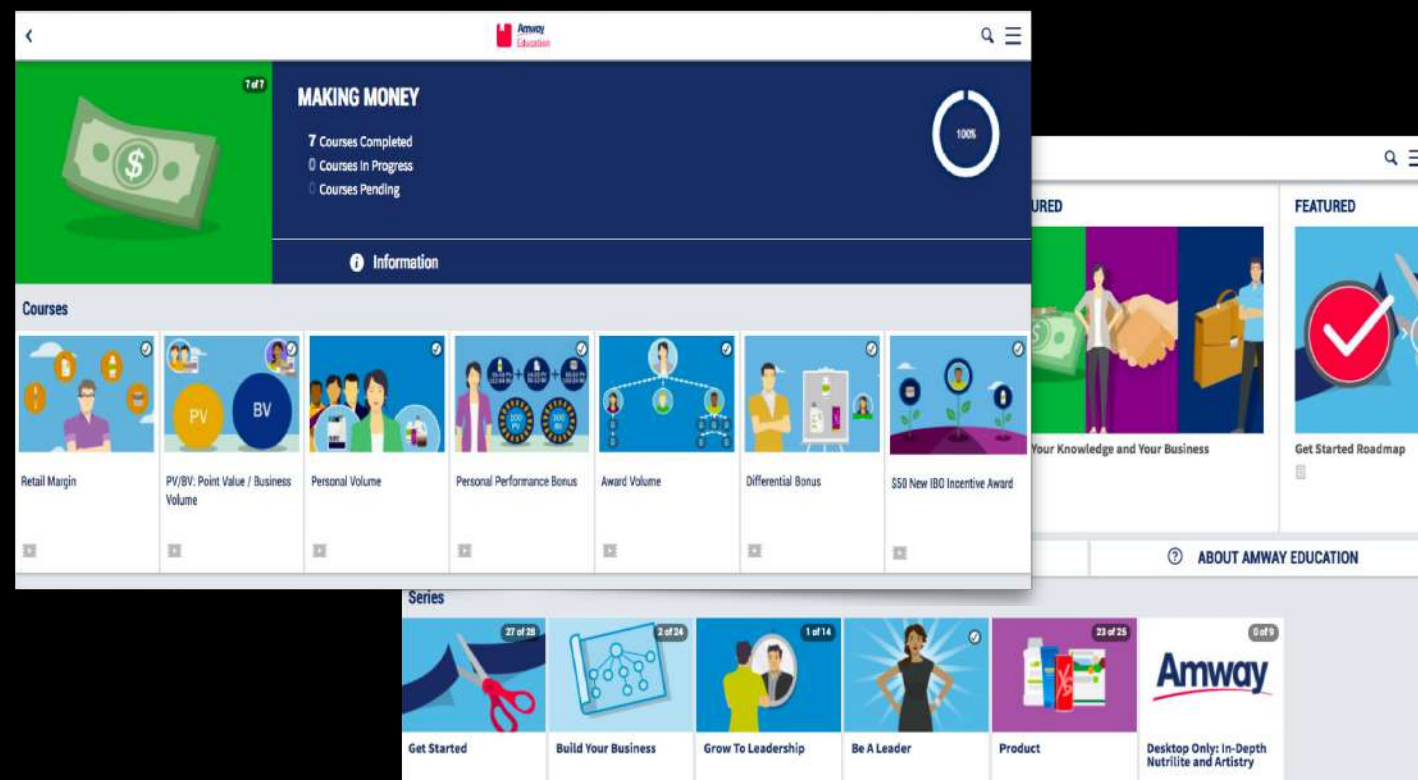 Amway
Education
7 of 7
MAKING MONEY
7 Courses Completed
0 Courses In Progress
0 Courses Pending
100%
Information
Courses
PV
BV
Retail Margin
PV/BV: Point Value / Business
Volume
Personal Volume
Personal Performance Bonus
Award Volume
Differential Bonus
$50 New IBO Incentive Award
URED
FEATURED
Your Knowledge and Your Business
Get Started Roadmap
ABOUT AMWAY EDUCATION
Series
27 of 28
2 of 24
1 of 14
23 of 25
0 of 9
XS
Amway
Get Started
Build Your Business
Grow To Leadership
Be A Leader
Product
Desktop Only: In-Depth
Nutrilite and Artistry